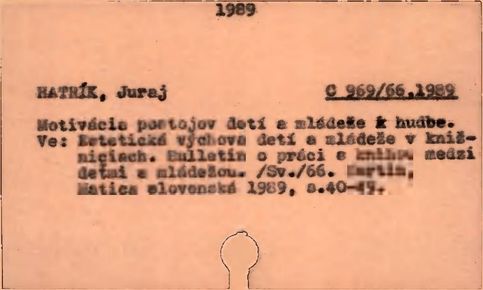 1989
HATRÍK, Juraj C 969/66.1989
Motivácia postojov detí a mládeže k hudbe.
Ve: Estetická výchova detí a mládeže v kniž-
niciach. Bulletin o práci s knihou medzi
deťmi a mládežou. /Sv./66. Martin,
Matica slovenská 1989, s.40-